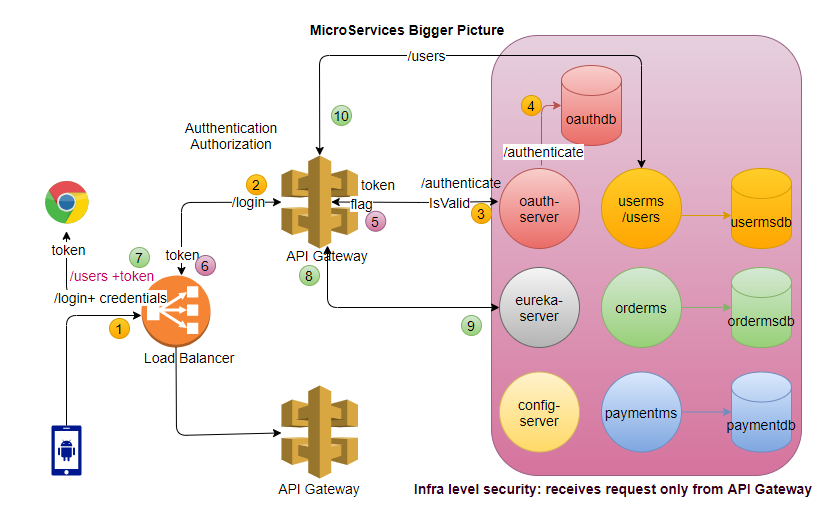 MicroServices Bigger Picture
/users
10
4
oauthdb
Autthentication
Authorization
/authenticate
2
/login
token
flag
5
/authenticate
IsValid
3
oauth-
server
userms
/users
usermsdb
token
7
token
6
API Gateway
8
/users +token
/login+ credentials
1
Load Balancer
9
eureka-
server
orderms
ordermsdb
config-
server
paymentms
paymentdb
API Gateway
Infra level security: receives request only from API Gateway